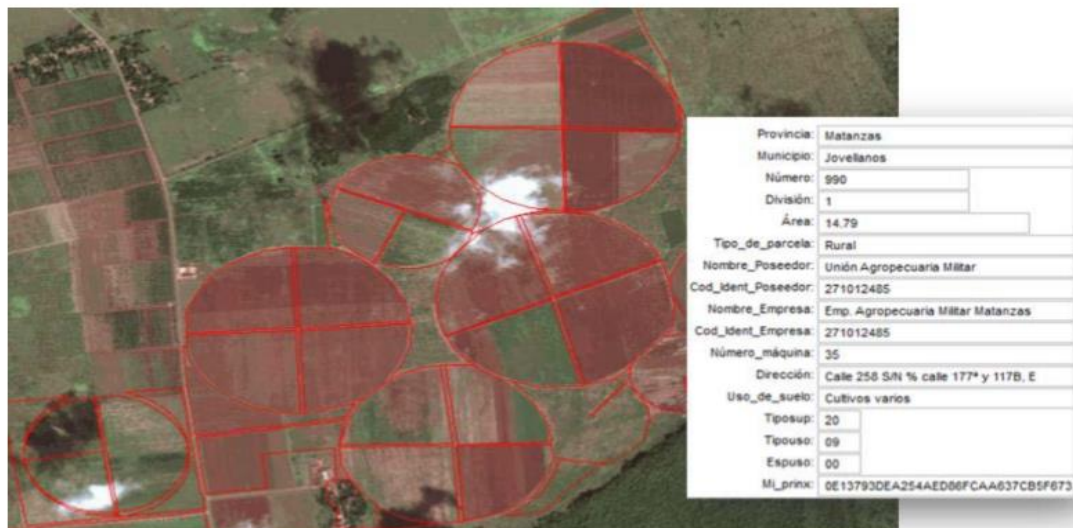 Provincia: Matanzas
Municipio: Jovellanos
Número: 990
División: 1
Área: 14.79
Tipo_de_parcela: Rural
Nombre_Poseedor: Unión Agropecuaria Militar
Cod_Ident_Poseedor: 271012485
Nombre_Empresa: Emp. Agropecuaria Militar Matanzas
Cod_Ident_Empresa: 271012485
Número_máquina: 35
Dirección: Calle 258 S/N % calle 177ª y 117B, E
Uso_de_suelo: Cultivos varios
Tiposup: 20
Tipouso: 09
Espuso: 00
Mi_prinx: 0E13793DEA254AED86FCAA637CB5F673